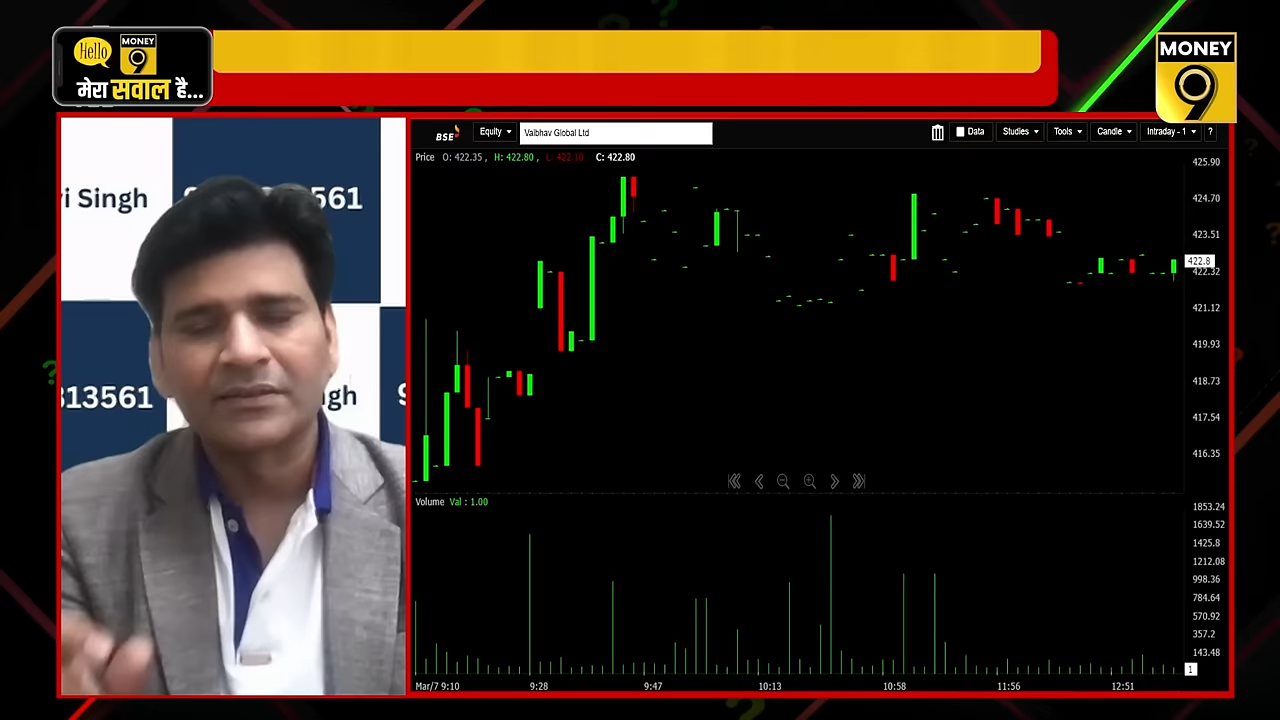 Hello
MONEY
9
मेरा सवाल है...
MONEY
9
i Singh
561
313561
gh
BSE
Equity
Vaibhav Global Ltd
Data
Studies
Tools
Candle
Intraday - 1
?
Price O: 422.35 , H: 422.80 , L 422.10 C: 422.80
425.90
424.70
423.51
422.8
422.32
421.12
419.93
418.73
417.54
416.35
Volume Val : 1.00
1853.24
1639.52
1425.8
1212.08
998.36
784.64
570.92
357.2
143.48
1
Mar/7 9:10 9:28 9:47 10:13 10:58 11:56 12:51